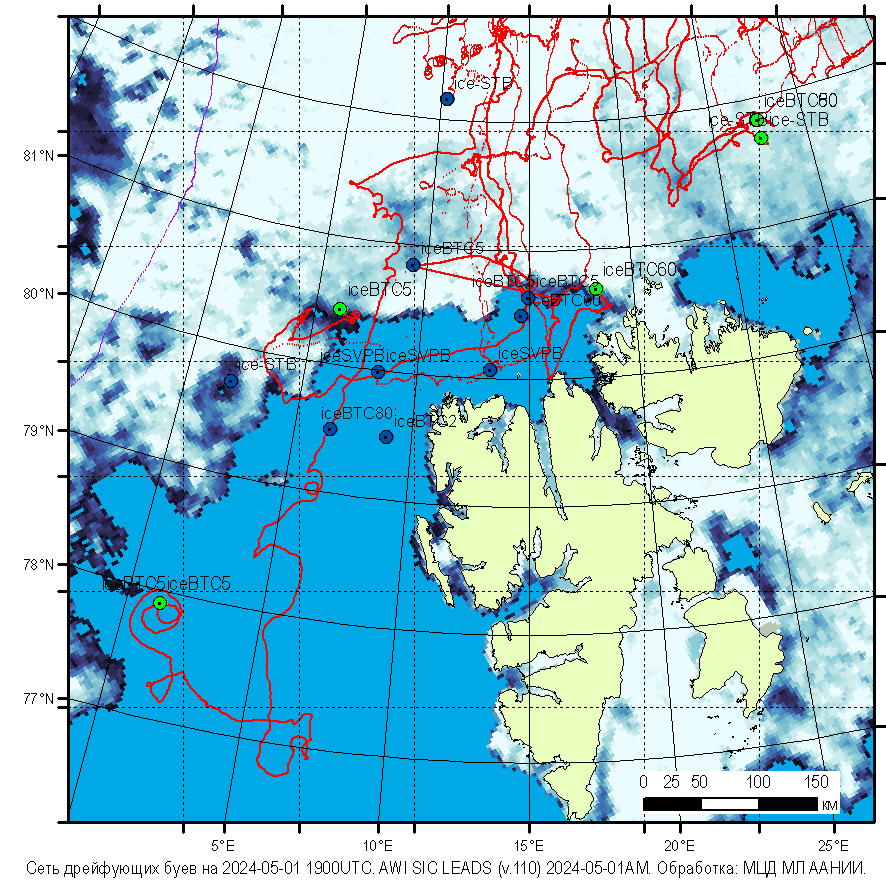 ice-STB
iceBTC60
ice-STB
81°N
iceBTC5
iceBTC60
iceBTC5
80°N
iceBTC5
iceSVPB
iceSVPB
iceSVPB
ice-STB
79°N
iceBTC80
iceBTC2
78°N
iceBTC5
iceBTC5
77°N
0 25 50 100 150
км
5°E 10°E 15°E 20°E 25°E
Сеть дрейфующих буев на 2024-05-01 1900UTC. AWI SIC LEADS (v.110) 2024-05-01AM. Обработка: МЦД МЛ ААНИИ.